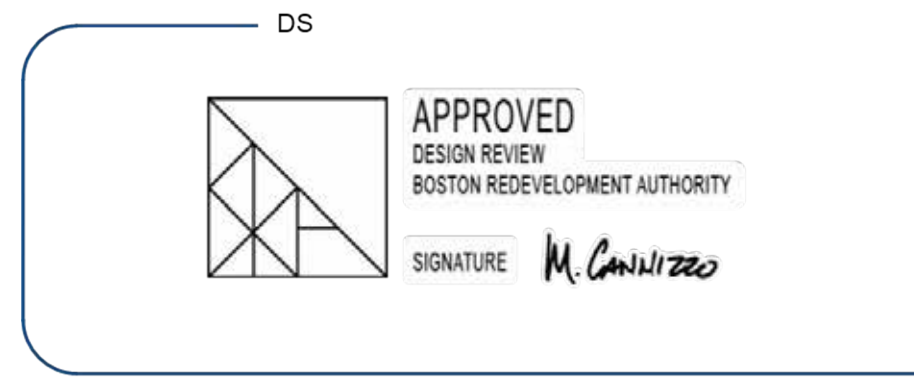 DS
APPROVED
DESIGN REVIEW
BOSTON REDEVELOPMENT AUTHORITY
SIGNATURE M. CANNIZZO